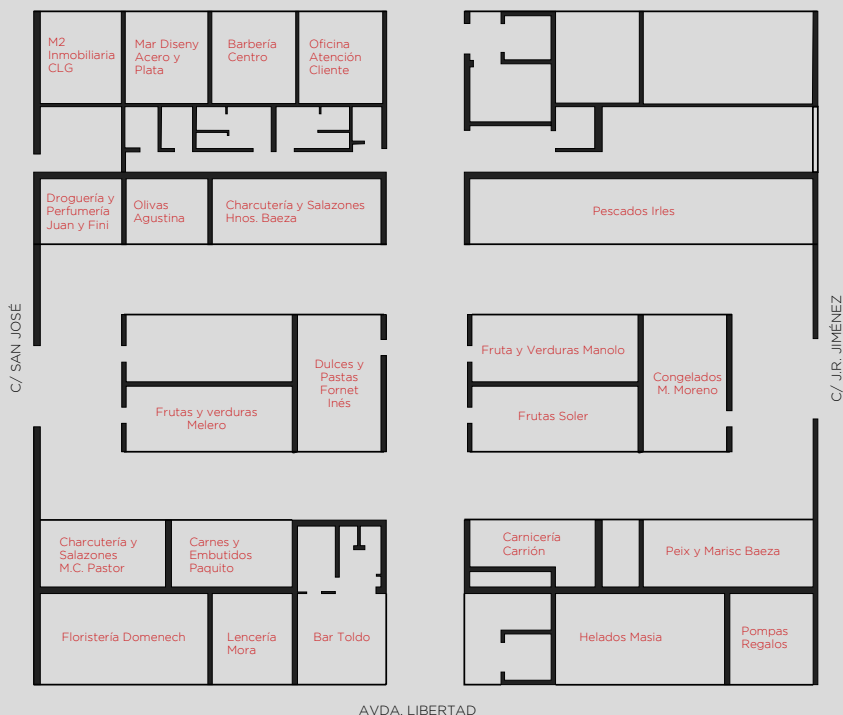 M2
Inmobiliaria
CLG
Mar Diseny
Acero y
Plata
Barbería
Centro
Oficina
Atención
Cliente
Droguería y
Perfumería
Juan y Fini
Olivas
Agustina
Charcutería y Salazones
Hnos. Baeza
Pescados Irles
C/ SAN JOSÉ
C/ J.R. JIMÉNEZ
Dulces y
Pastas
Fornet
Inés
Fruta y Verduras Manolo
Congelados
M. Moreno
Frutas y verduras
Melero
Frutas Soler
Charcutería y
Salazones
M.C. Pastor
Carnes y
Embutidos
Paquito
Carnicería
Carrión
Peix y Marisc Baeza
Floristería Domenech
Lencería
Mora
Bar Toldo
Helados Masia
Pompas
Regalos
AVDA. LIBERTAD